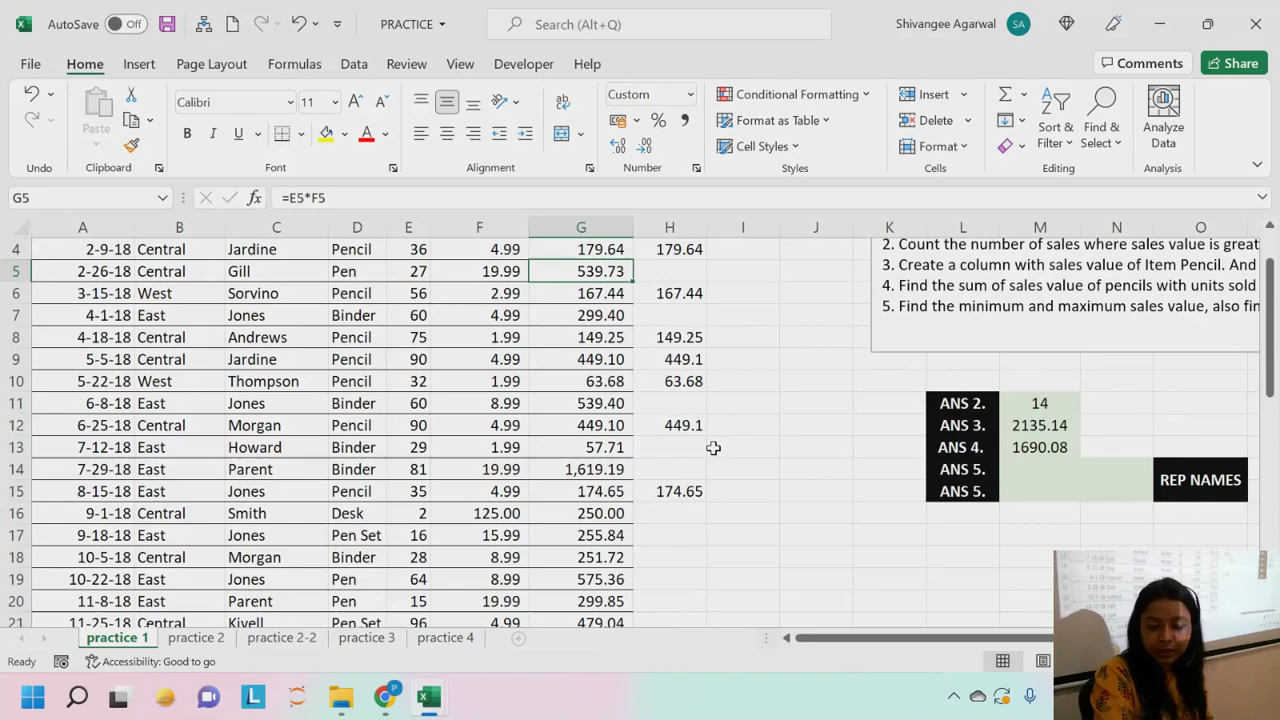 AutoSave Off PRACTICE Search (Alt+Q) Shivangee Agarwal SA
File Home Insert Page Layout Formulas Data Review View Developer Help Comments Share
Calibri 11 Custom Conditional Formatting Insert
Paste Format as Table Delete Sort & Filter Find & Select Analyze Data
Cell Styles Format
Undo Clipboard Font Alignment Number Styles Cells Editing Analysis
G5 fx =E5*F5
A B C D E F G H I J K L M N O
4 2-9-18 Central Jardine Pencil 36 4.99 179.64 179.64 2. Count the number of sales where sales value is great
5 2-26-18 Central Gill Pen 27 19.99 539.73 3. Create a column with sales value of Item Pencil. And
6 3-15-18 West Sorvino Pencil 56 2.99 167.44 167.44 4. Find the sum of sales value of pencils with units sold
7 4-1-18 East Jones Binder 60 4.99 299.40 5. Find the minimum and maximum sales value, also fin
8 4-18-18 Central Andrews Pencil 75 1.99 149.25 149.25
9 5-5-18 Central Jardine Pencil 90 4.99 449.10 449.1
10 5-22-18 West Thompson Pencil 32 1.99 63.68 63.68
11 6-8-18 East Jones Binder 60 8.99 539.40 ANS 2. 14
12 6-25-18 Central Morgan Pencil 90 4.99 449.10 449.1 ANS 3. 2135.14
13 7-12-18 East Howard Binder 29 1.99 57.71 ANS 4. 1690.08
14 7-29-18 East Parent Binder 81 19.99 1,619.19 ANS 5. REP NAMES
15 8-15-18 East Jones Pencil 35 4.99 174.65 174.65 ANS 5.
16 9-1-18 Central Smith Desk 2 125.00 250.00
17 9-18-18 East Jones Pen Set 16 15.99 255.84
18 10-5-18 Central Morgan Binder 28 8.99 251.72
19 10-22-18 East Jones Pen 64 8.99 575.36
20 11-8-18 East Parent Pen 15 19.99 299.85
21 11-25-18 Central Kivell Pen Set 96 4.99 479.04
practice 1 practice 2 practice 2-2 practice 3 practice 4
Ready Accessibility: Good to go